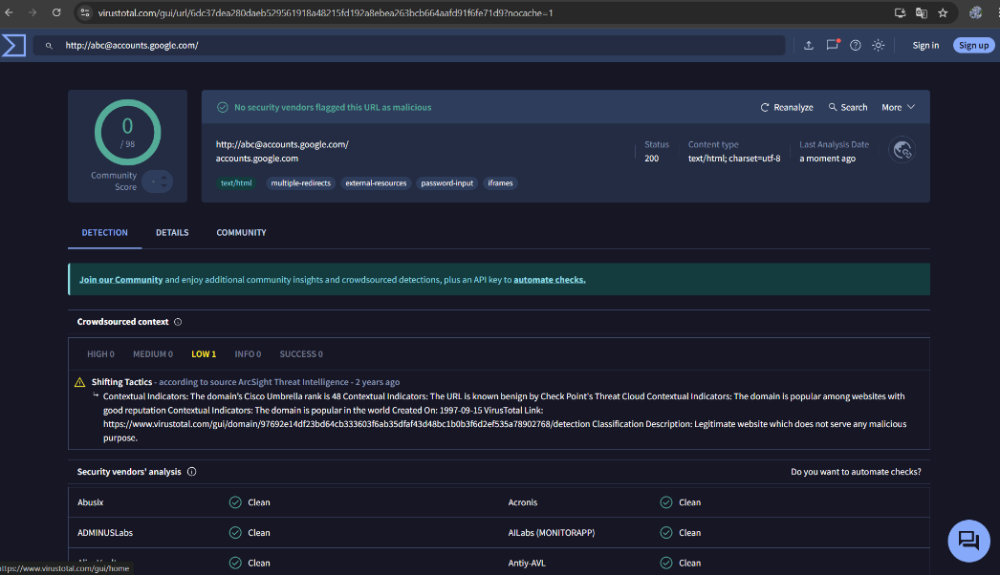 virustotal.com/gui/url/6dc37dea280daeb529561918a48215fd192a8ebea263bcb664aafd91f6fe71d9?nocache=1
http://abc@accounts.google.com/
Sign in
Sign up
0
/ 98
Community
Score
-
No security vendors flagged this URL as malicious
Reanalyze
Search
More
http://abc@accounts.google.com/
accounts.google.com
Status
200
Content type
text/html; charset=utf-8
Last Analysis Date
a moment ago
text/html
multiple-redirects
external-resources
password-input
iframes
DETECTION
DETAILS
COMMUNITY
Join our Community and enjoy additional community insights and crowdsourced detections, plus an API key to automate checks.
Crowdsourced context
HIGH 0
MEDIUM 0
LOW 1
INFO 0
SUCCESS 0
Shifting Tactics - according to source ArcSight Threat Intelligence - 2 years ago
Contextual Indicators: The domain's Cisco Umbrella rank is 48 Contextual Indicators: The URL is known benign by Check Point's Threat Cloud Contextual Indicators: The domain is popular among websites with
good reputation Contextual Indicators: The domain is popular in the world Created On: 1997-09-15 VirusTotal Link:
https://www.virustotal.com/gui/domain/97692e14df23bd64cb333603f6ab35dfaf43d48bc1b0b3f6d2ef535a78902768/detection Classification Description: Legitimate website which does not serve any malicious
purpose.
Security vendors' analysis
Do you want to automate checks?
Abusix
Clean
Acronis
Clean
ADMINUSLabs
Clean
AILabs (MONITORAPP)
Clean
Clean
Antiy-AVL
Clean
ttps://www.virustotal.com/gui/home